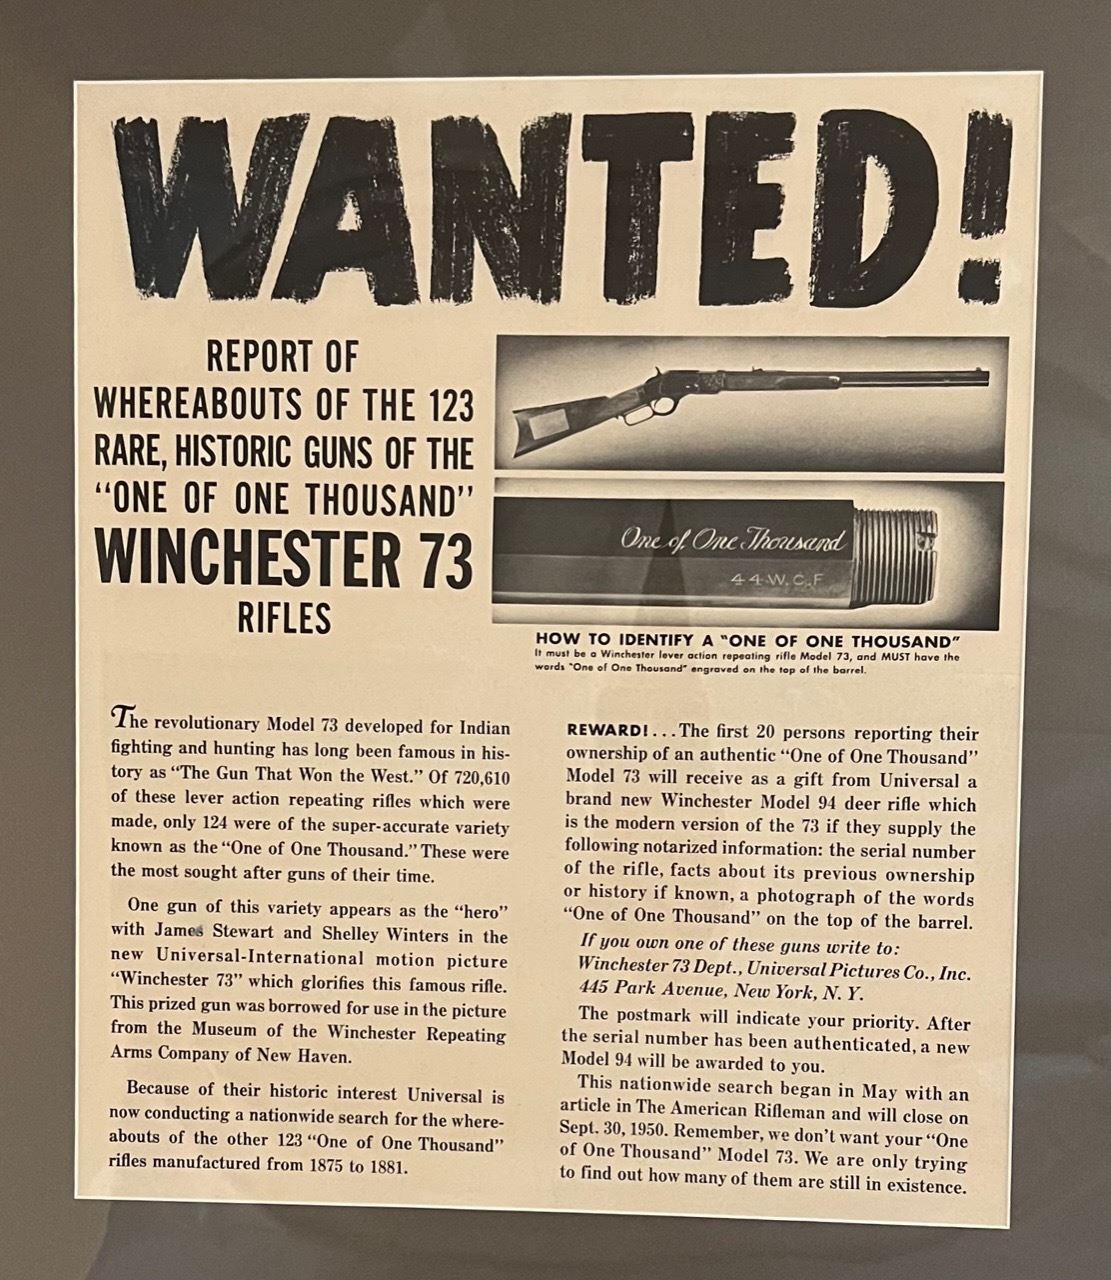 WANTED!
REPORT OF
WHEREABOUTS OF THE 123
RARE, HISTORIC GUNS OF THE
“ONE OF ONE THOUSAND”
WINCHESTER 73
RIFLES
One of One Thousand
44 W.C.F
HOW TO IDENTIFY A "ONE OF ONE THOUSAND"
It must be a Winchester lever action repeating rifle Model 73, and MUST have the
words "One of One Thousand" engraved on the top of the barrel.
The revolutionary Model 73 developed for Indian
fighting and hunting has long been famous in his-
tory as “The Gun That Won the West.” Of 720,610
of these lever action repeating rifles which were
made, only 124 were of the super-accurate variety
known as the “One of One Thousand.” These were
the most sought after guns of their time.
One gun of this variety appears as the “hero”
with James Stewart and Shelley Winters in the
new Universal-International motion picture
“Winchester 73” which glorifies this famous rifle.
This prized gun was borrowed for use in the picture
from the Museum of the Winchester Repeating
Arms Company of New Haven.
Because of their historic interest Universal is
now conducting a nationwide search for the where-
abouts of the other 123 “One of One Thousand”
rifles manufactured from 1875 to 1881.
REWARD!...The first 20 persons reporting their
ownership of an authentic “One of One Thousand”
Model 73 will receive as a gift from Universal a
brand new Winchester Model 94 deer rifle which
is the modern version of the 73 if they supply the
following notarized information: the serial number
of the rifle, facts about its previous ownership
or history if known, a photograph of the words
“One of One Thousand” on the top of the barrel.
If you own one of these guns write to:
Winchester 73 Dept., Universal Pictures Co., Inc.
445 Park Avenue, New York, N. Y.
The postmark will indicate your priority. After
the serial number has been authenticated, a new
Model 94 will be awarded to you.
This nationwide search began in May with an
article in The American Rifleman and will close on
Sept. 30, 1950. Remember, we don’t want your “One
of One Thousand” Model 73. We are only trying
to find out how many of them are still in existence.